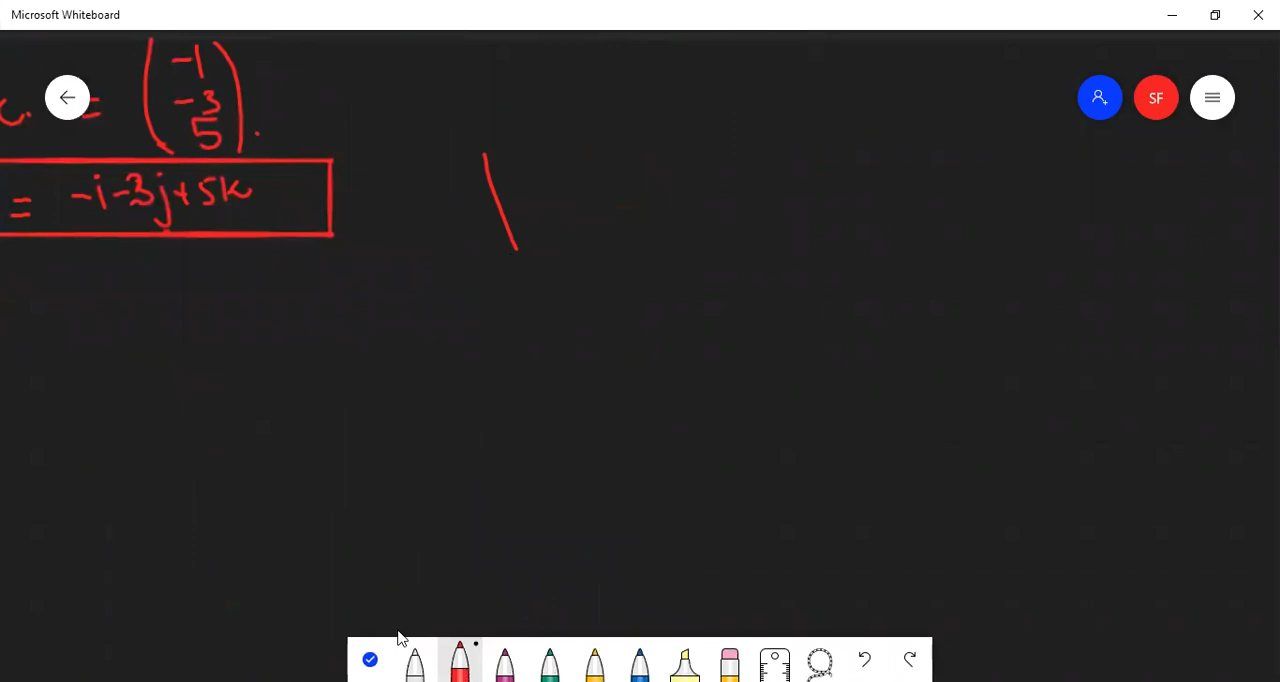 Microsoft Whiteboard
-1
c. = -3
5 .
= -i-3j+5k
SF